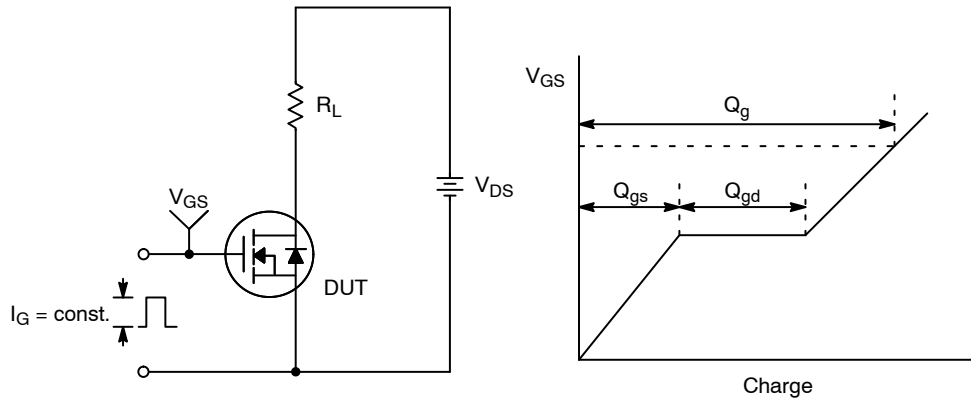 R_L
V_GS
V_DS
DUT
I_G = const.
V_GS
Q_g
Q_gs
Q_gd
Charge